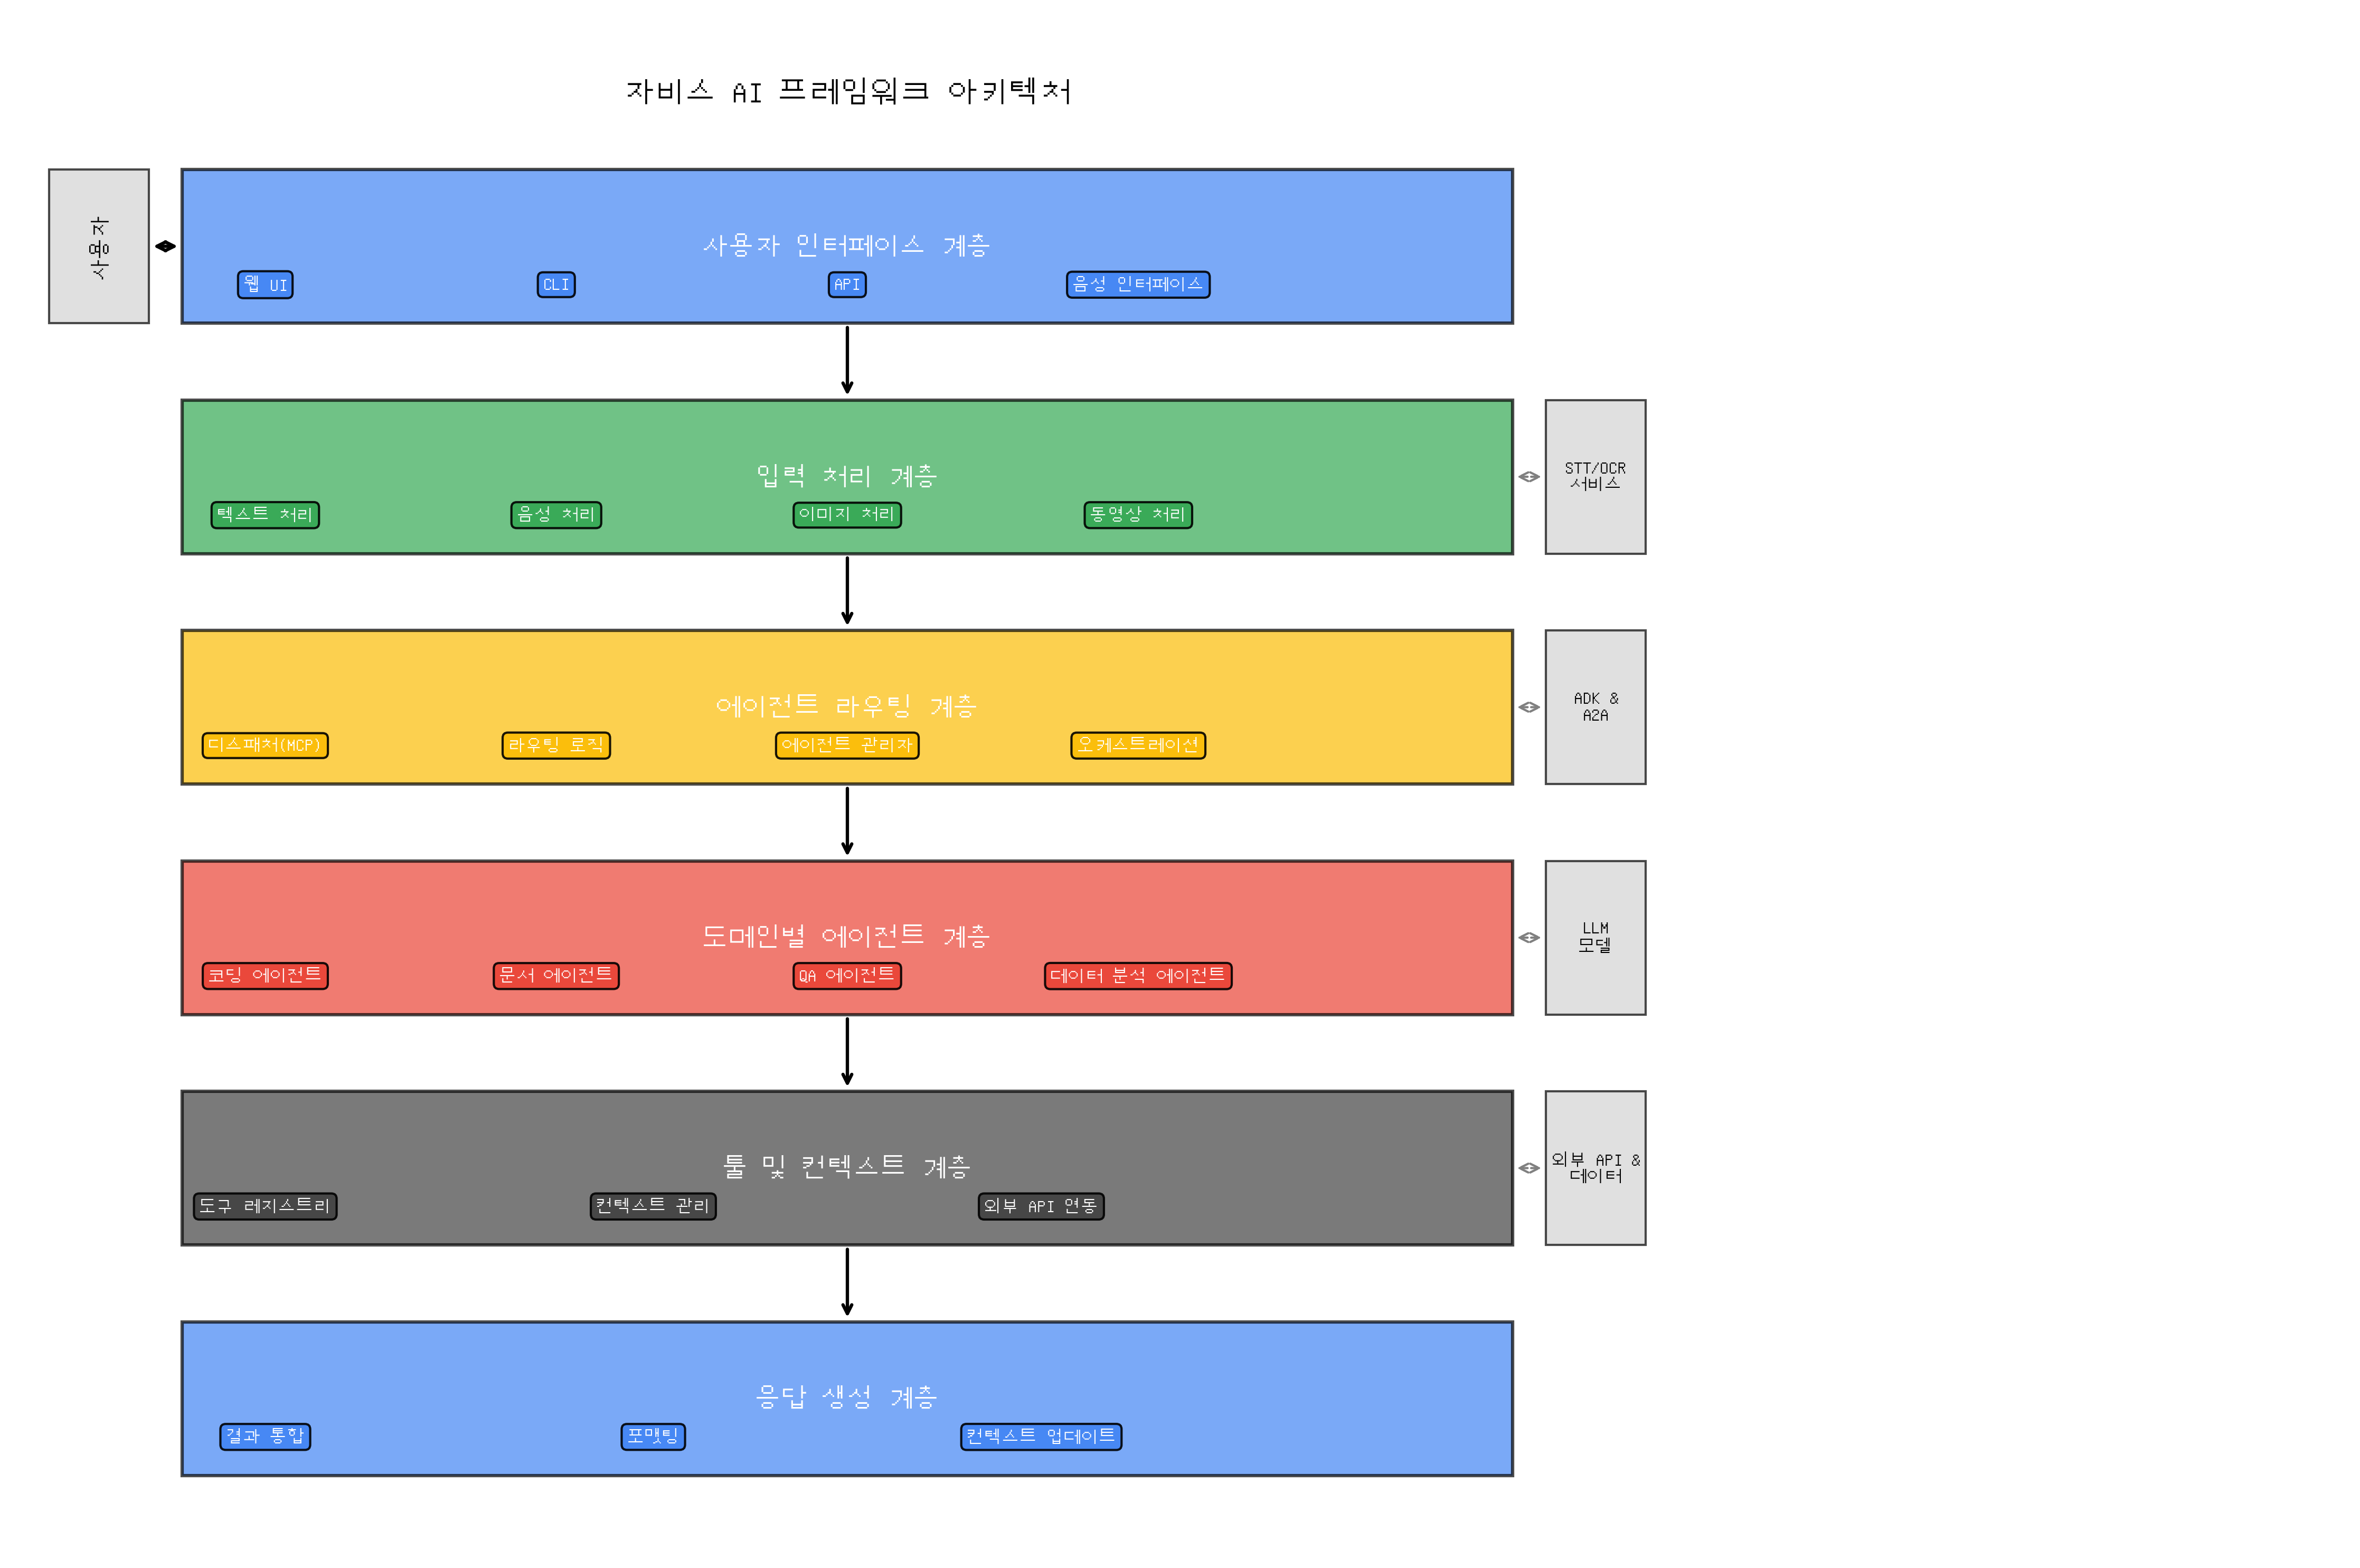 자비스 AI 프레임워크 아키텍처
사용자
사용자 인터페이스 계층
웹 UI
CLI
API
음성 인터페이스
입력 처리 계층
텍스트 처리
음성 처리
이미지 처리
동영상 처리
STT/OCR
서비스
에이전트 라우팅 계층
디스패처(MCP)
라우팅 로직
에이전트 관리자
오케스트레이션
ADK &
A2A
도메인별 에이전트 계층
코딩 에이전트
문서 에이전트
QA 에이전트
데이터 분석 에이전트
LLM
모델
툴 및 컨텍스트 계층
도구 레지스트리
컨텍스트 관리
외부 API 연동
외부 API &
데이터
응답 생성 계층
결과 통합
포맷팅
컨텍스트 업데이트